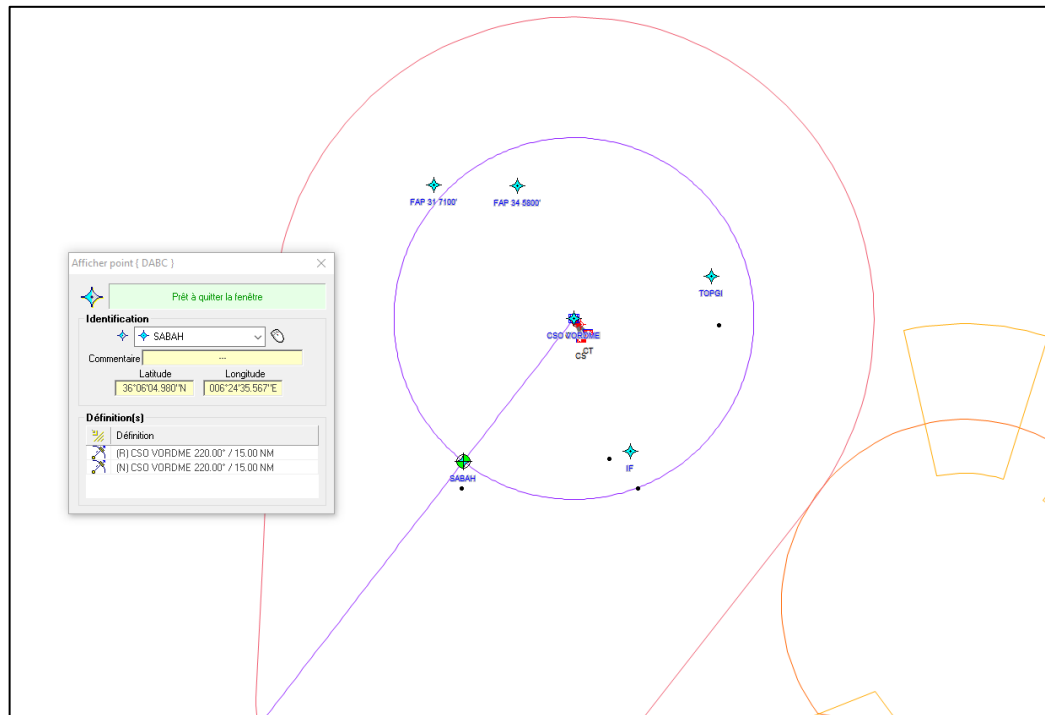 FAP 31 7100'
FAP 34 5800'
TOPGI
CSO VORDME
CT
CS
IF
SABAH
Afficher point { DABC }
Prêt à quitter la fenêtre
Identification
SABAH
Commentaire ---
Latitude Longitude
36°06'04.980"N 006°24'35.567"E
Définition(s)
Définition
(R) CSO VORDME 220.00° / 15.00 NM
(N) CSO VORDME 220.00° / 15.00 NM